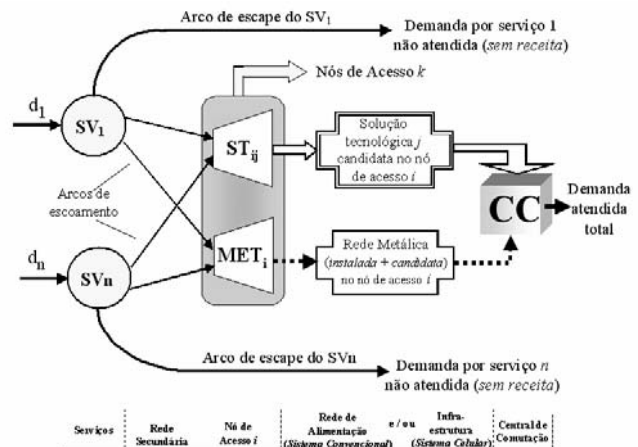 Arco de escape do SV1
Demanda por serviço 1
não atendida (sem receita)
Nós de Acesso k
d1
SV1
STij
Solução
tecnológica j
candidata no nó
de acesso i
Arcos de
escoamento
CC
Demanda
atendida
total
dn
SVn
METi
Rede Metálica
(instalada + candidata)
no nó de acesso i
Arco de escape do SVn
Demanda por serviço n
não atendida (sem receita)
Serviços
Rede
Secundária
Nó de
Acesso i
Rede de
Alimentação
(Sistema Convencional)
e / ou
Infra-
estrutura
(Sistema Celular)
Central de
Comutação